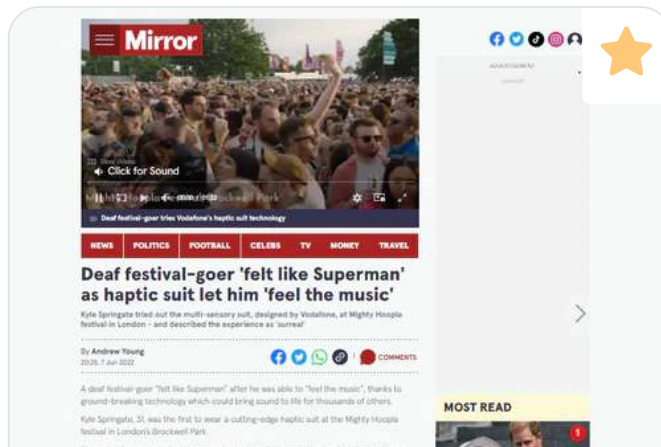 Mirror
Click for Sound
Deaf festival-goer tries Vodafone's haptic suit technology
NEWS POLITICS FOOTBALL CELEBS TV MONEY TRAVEL
Deaf festival-goer 'felt like Superman'
as haptic suit let him 'feel the music'
Kyle Springate tried out the multi-sensory suit, designed by Vodafone, at Mighty Hoopla
festival in London - and described the experience as 'surreal'
By Andrew Young
20:25, 7 Jun 2022
COMMENTS
A deaf festival-goer "felt like Superman" after he was able to "feel the music", thanks to
ground-breaking technology which could bring sound to life for thousands of others.
Kyle Springate, 31, was the first to wear a cutting-edge haptic suit at the Mighty Hoopla
festival in London's Brockwell Park.
ADVERTISEMENT
MOST READ
1